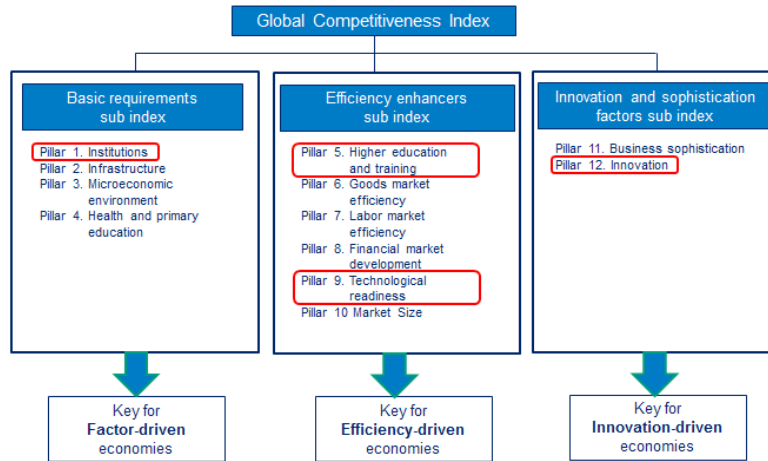 Global Competitiveness Index
Basic requirements
sub index
Pillar 1. Institutions
Pillar 2. Infrastructure
Pillar 3. Microeconomic
environment
Pillar 4. Health and primary
education
Key for
Factor-driven
economies
Efficiency enhancers
sub index
Pillar 5. Higher education
and training
Pillar 6. Goods market
efficiency
Pillar 7. Labor market
efficiency
Pillar 8. Financial market
development
Pillar 9. Technological
readiness
Pillar 10 Market Size
Key for
Efficiency-driven
economies
Innovation and sophistication
factors sub index
Pillar 11. Business sophistication
Pillar 12. Innovation
Key for
Innovation-driven
economies